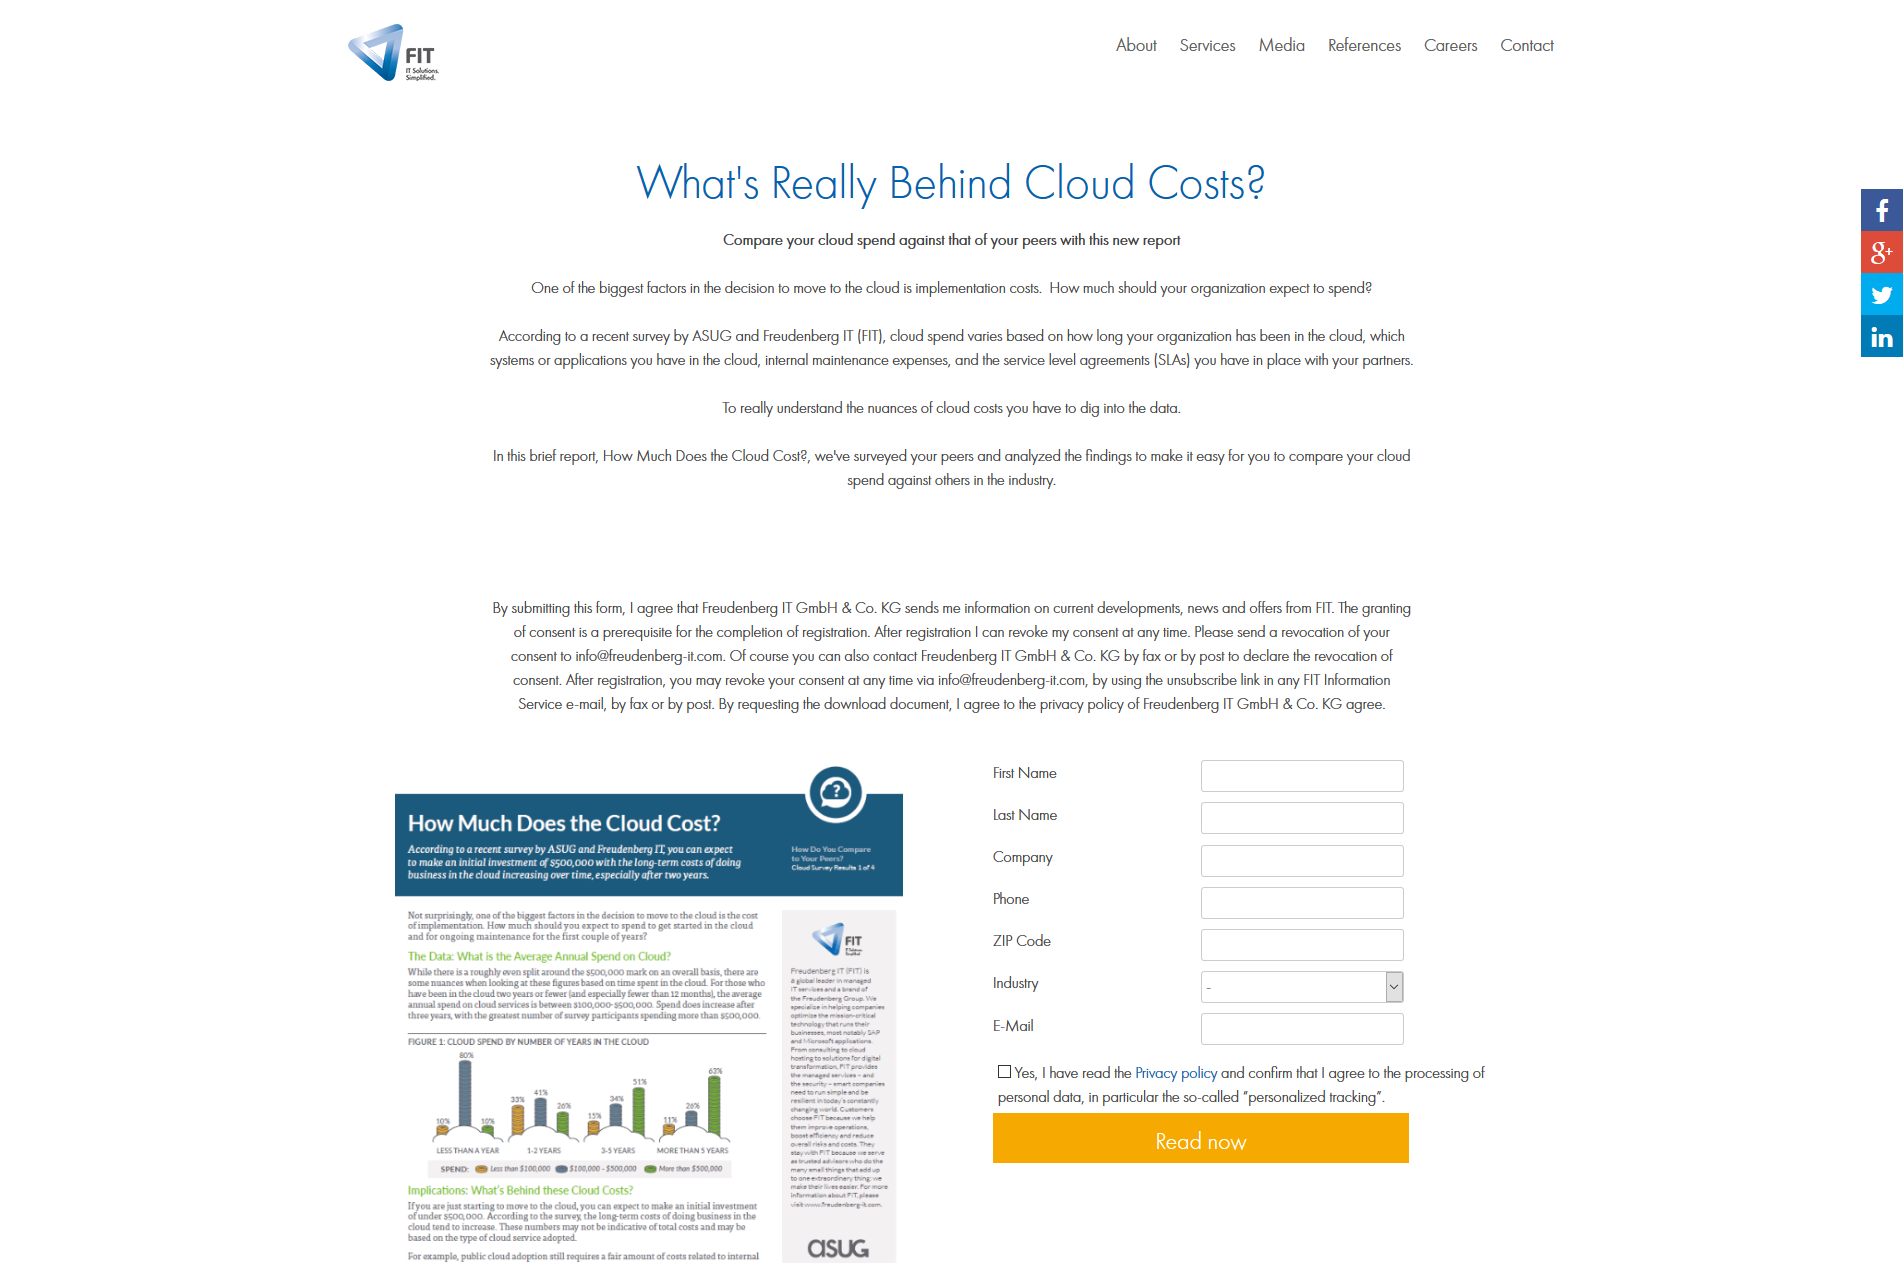 FIT
IT Solutions.
Simplified.
About Services Media References Careers Contact
What's Really Behind Cloud Costs?
Compare your cloud spend against that of your peers with this new report
One of the biggest factors in the decision to move to the cloud is implementation costs. How much should your organization expect to spend?
According to a recent survey by ASUG and Freudenberg IT (FIT), cloud spend varies based on how long your organization has been in the cloud, which
systems or applications you have in the cloud, internal maintenance expenses, and the service level agreements (SLAs) you have in place with your partners.
To really understand the nuances of cloud costs you have to dig into the data.
In this brief report, How Much Does the Cloud Cost?, we've surveyed your peers and analyzed the findings to make it easy for you to compare your cloud
spend against others in the industry.
By submitting this form, I agree that Freudenberg IT GmbH & Co. KG sends me information on current developments, news and offers from FIT. The granting
of consent is a prerequisite for the completion of registration. After registration I can revoke my consent at any time. Please send a revocation of your
consent to info@freudenberg-it.com. Of course you can also contact Freudenberg IT GmbH & Co. KG by fax or by post to declare the revocation of
consent. After registration, you may revoke your consent at any time via info@freudenberg-it.com, by using the unsubscribe link in any FIT Information
Service e-mail, by fax or by post. By requesting the download document, I agree to the privacy policy of Freudenberg IT GmbH & Co. KG agree.
How Much Does the Cloud Cost?
According to a recent survey by ASUG and Freudenberg IT, you can expect
to make an initial investment of $500,000 with the long-term costs of doing
business in the cloud increasing over time, especially after two years.
How Do You Compare
to Your Peers?
Cloud Survey Results 1 of 4
Not surprisingly, one of the biggest factors in the decision to move to the cloud is the cost
of implementation. How much should you expect to spend to get started in the cloud
and for ongoing maintenance for the first couple of years?
The Data: What is the Average Annual Spend on Cloud?
While there is a roughly even split around the $500,000 mark on an overall basis, there are
some nuances when looking at these figures based on time spent in the cloud. For those who
have been in the cloud two years or fewer (and especially fewer than 12 months), the average
annual spend on cloud services is between $100,000-$500,000. Spend does increase after
three years, with the greatest number of survey participants spending more than $500,000.
FIGURE 1: CLOUD SPEND BY NUMBER OF YEARS IN THE CLOUD
10% 80% 10% 33% 41% 26% 15% 34% 51% 11% 26% 63%
LESS THAN A YEAR 1-2 YEARS 3-5 YEARS MORE THAN 5 YEARS
SPEND: Less than $100,000 $100,000 - $500,000 More than $500,000
Implications: What's Behind these Cloud Costs?
If you are just starting to move to the cloud, you can expect to make an initial investment
of under $500,000. According to the survey, the long-term costs of doing business in the
cloud tend to increase. These numbers may not be indicative of total costs and may be
based on the type of cloud service adopted.
For example, public cloud adoption still requires a fair amount of costs related to internal
FIT
Freudenberg IT (FIT) is
a global leader in managed
IT services and a brand of
the Freudenberg Group. We
specialize in helping companies
optimize the mission-critical
technology that runs their
businesses, most notably SAP
and Microsoft applications.
From consulting to cloud
hosting to solutions for digital
transformation, FIT provides
the managed services – and
the security – smart companies
need to run simple and be
resilient in today's constantly
changing world. Customers
choose FIT because we help
them improve operations,
boost efficiency and reduce
overall risks and costs. They
stay with FIT because we serve
as trusted advisors who do the
many small things that add up
to one extraordinary thing: we
make their lives easier. For more
information about FIT, please
visit www.freudenberg-it.com.
asug
First Name
Last Name
Company
Phone
ZIP Code
Industry -
E-Mail
Yes, I have read the Privacy policy and confirm that I agree to the processing of
personal data, in particular the so-called "personalized tracking".
Read now
f
g+
in